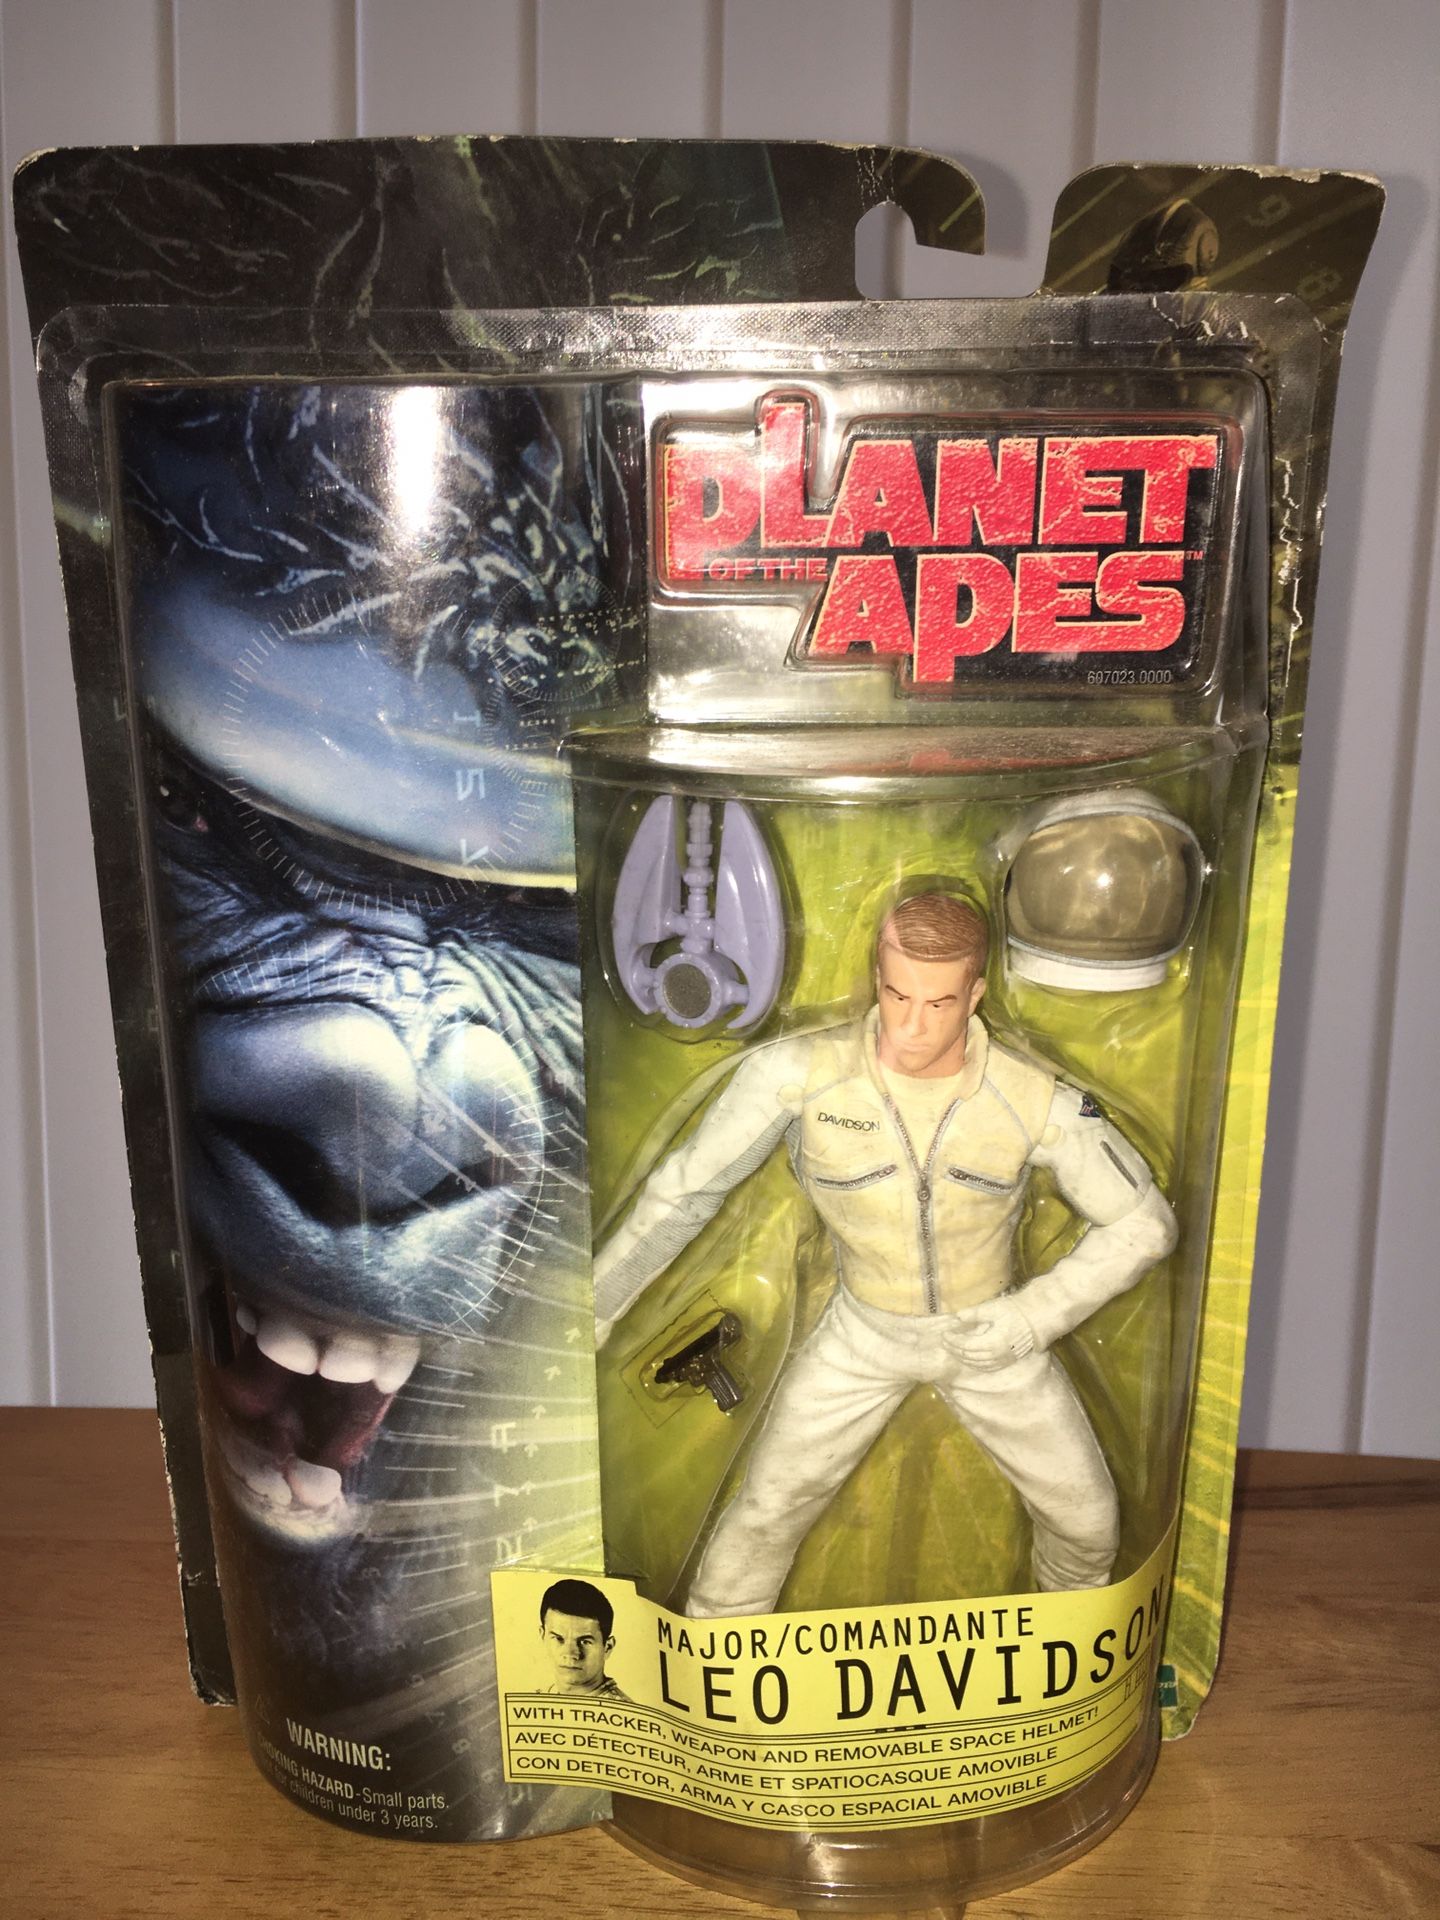 PLANET
OF THE
APES™
607023.0000
DAVIDSON
MAJOR/COMANDANTE
LEO DAVIDSON
WITH TRACKER, WEAPON AND REMOVABLE SPACE HELMET!
AVEC DÉTECTEUR, ARME ET SPATIOCASQUE AMOVIBLE
CON DETECTOR, ARMA Y CASCO ESPACIAL AMOVIBLE
WARNING:
CHOKING HAZARD-Small parts.
for children under 3 years.